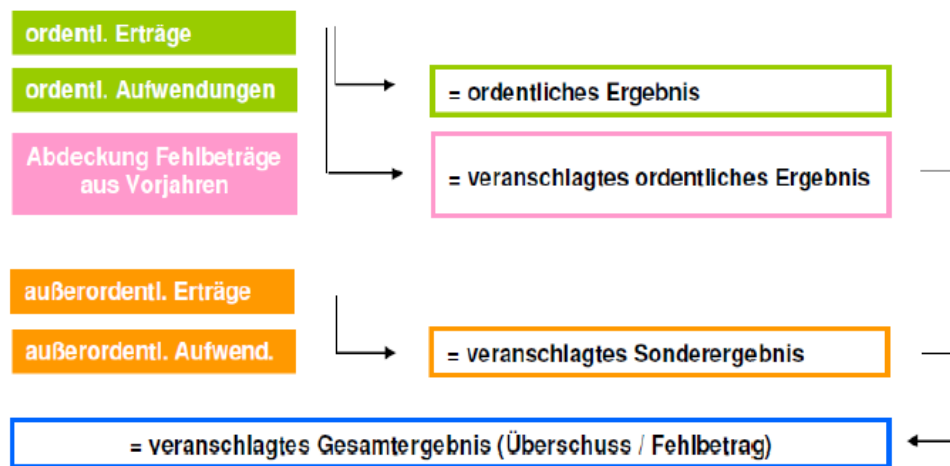 ordentl. Erträge
ordentl. Aufwendungen
= ordentliches Ergebnis
Abdeckung Fehlbeträge
aus Vorjahren
= veranschlagtes ordentliches Ergebnis
außerordentl. Erträge
außerordentl. Aufwend.
= veranschlagtes Sonderergebnis
= veranschlagtes Gesamtergebnis (Überschuss / Fehlbetrag)